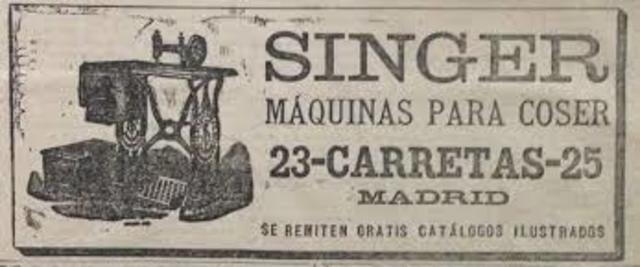 SINGER
MÁQUINAS PARA COSER
23-CARRETAS-25
MADRID
SE REMITEN GRATIS CATÁLOGOS ILUSTRADOS